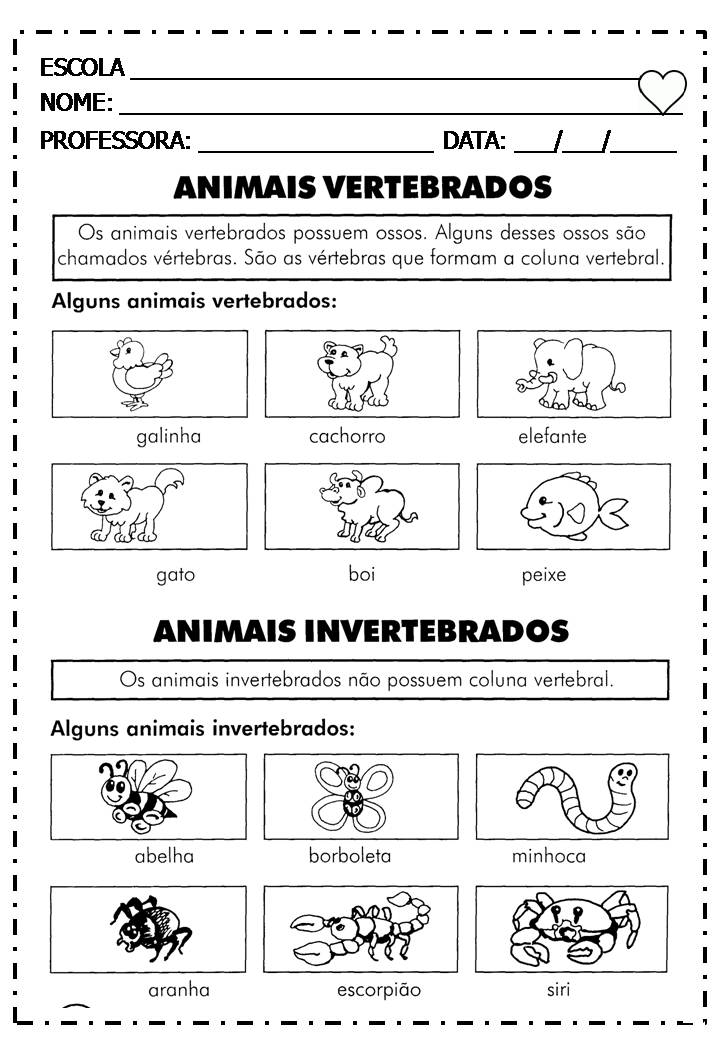 ESCOLA
NOME:
PROFESSORA: DATA: / /
ANIMAIS VERTEBRADOS
Os animais vertebrados possuem ossos. Alguns desses ossos são
chamados vértebras. São as vértebras que formam a coluna vertebral.
Alguns animais vertebrados:
galinha cachorro elefante
gato boi peixe
ANIMAIS INVERTEBRADOS
Os animais invertebrados não possuem coluna vertebral.
Alguns animais invertebrados:
abelha borboleta minhoca
aranha escorpião siri